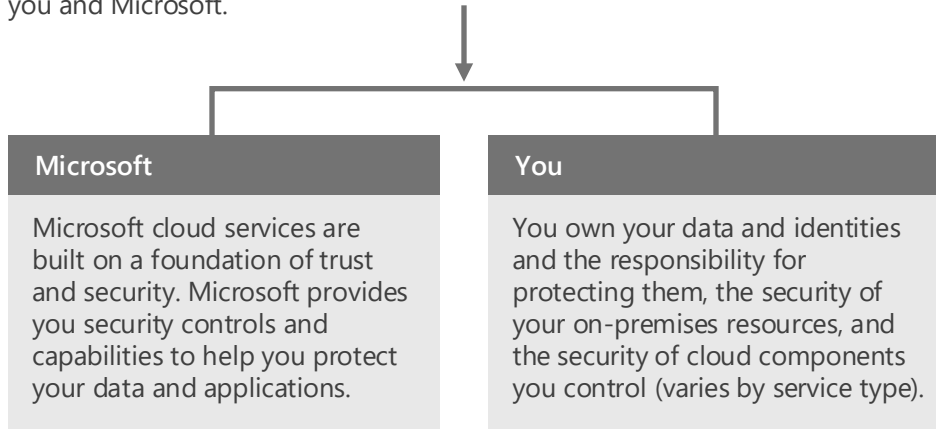 you and Microsoft.
Microsoft
Microsoft cloud services are
built on a foundation of trust
and security. Microsoft provides
you security controls and
capabilities to help you protect
your data and applications.
You
You own your data and identities
and the responsibility for
protecting them, the security of
your on-premises resources, and
the security of cloud components
you control (varies by service type).